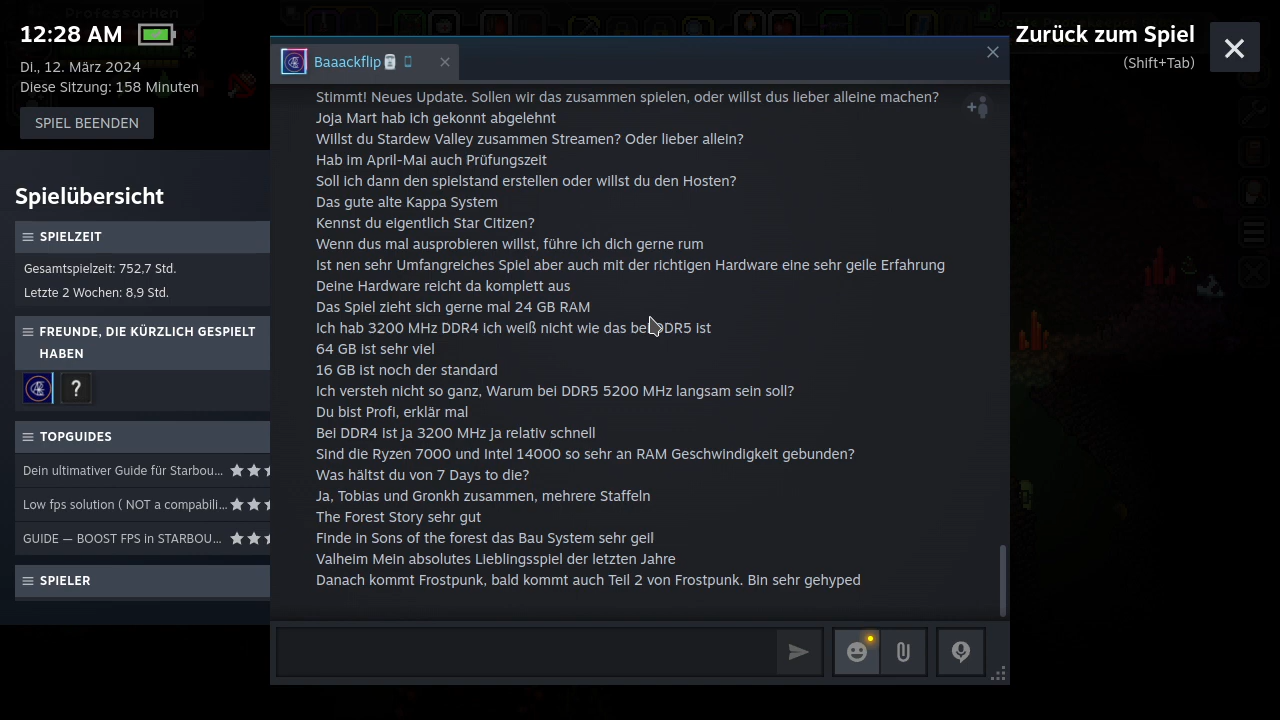 ProfessorHen
12:28 AM
Di., 12. März 2024
Diese Sitzung: 158 Minuten
SPIEL BEENDEN
Zurück zum Spiel
(Shift+Tab)
Spielübersicht
SPIELZEIT
Gesamtspielzeit: 752,7 Std.
Letzte 2 Wochen: 8,9 Std.
FREUNDE, DIE KÜRZLICH GESPIELT
HABEN
?
TOPGUIDES
Dein ultimativer Guide für Starbou...
Low fps solution ( NOT a compabili...
GUIDE — BOOST FPS in STARBOU...
SPIELER
Baaackflip
Stimmt! Neues Update. Sollen wir das zusammen spielen, oder willst dus lieber alleine machen?
Joja Mart hab ich gekonnt abgelehnt
Willst du Stardew Valley zusammen Streamen? Oder lieber allein?
Hab im April-Mai auch Prüfungszeit
Soll ich dann den spielstand erstellen oder willst du den Hosten?
Das gute alte Kappa System
Kennst du eigentlich Star Citizen?
Wenn dus mal ausprobieren willst, führe ich dich gerne rum
Ist nen sehr Umfangreiches Spiel aber auch mit der richtigen Hardware eine sehr geile Erfahrung
Deine Hardware reicht da komplett aus
Das Spiel zieht sich gerne mal 24 GB RAM
Ich hab 3200 MHz DDR4 ich weiß nicht wie das bei DDR5 ist
64 GB ist sehr viel
16 GB ist noch der standard
Ich versteh nicht so ganz, Warum bei DDR5 5200 MHz langsam sein soll?
Du bist Profi, erklär mal
Bei DDR4 ist ja 3200 MHz ja relativ schnell
Sind die Ryzen 7000 und Intel 14000 so sehr an RAM Geschwindigkeit gebunden?
Was hältst du von 7 Days to die?
Ja, Tobias und Gronkh zusammen, mehrere Staffeln
The Forest Story sehr gut
Finde in Sons of the forest das Bau System sehr geil
Valheim Mein absolutes Lieblingsspiel der letzten Jahre
Danach kommt Frostpunk, bald kommt auch Teil 2 von Frostpunk. Bin sehr gehyped